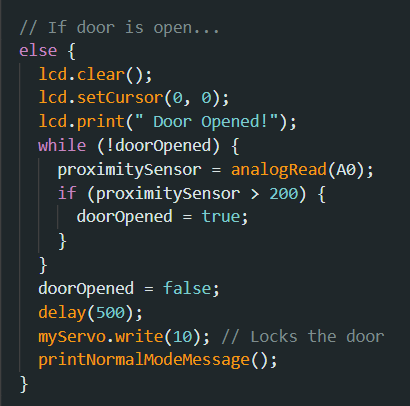 // If door is open...
else {
  lcd.clear();
  lcd.setCursor(0, 0);
  lcd.print(" Door Opened!");
  while (!doorOpened) {
    proximitySensor = analogRead(A0);
    if (proximitySensor > 200) {
      doorOpened = true;
    }
  }
  doorOpened = false;
  delay(500);
  myServo.write(10); // Locks the door
  printNormalModeMessage();
}